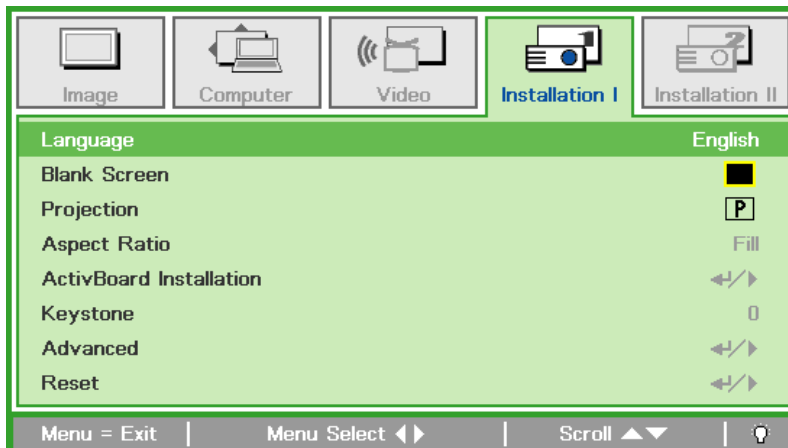 Image Computer Video Installation I Installation II
Language English
Blank Screen
Projection P
Aspect Ratio Fill
ActivBoard Installation
Keystone 0
Advanced
Reset
Menu = Exit Menu Select Scroll